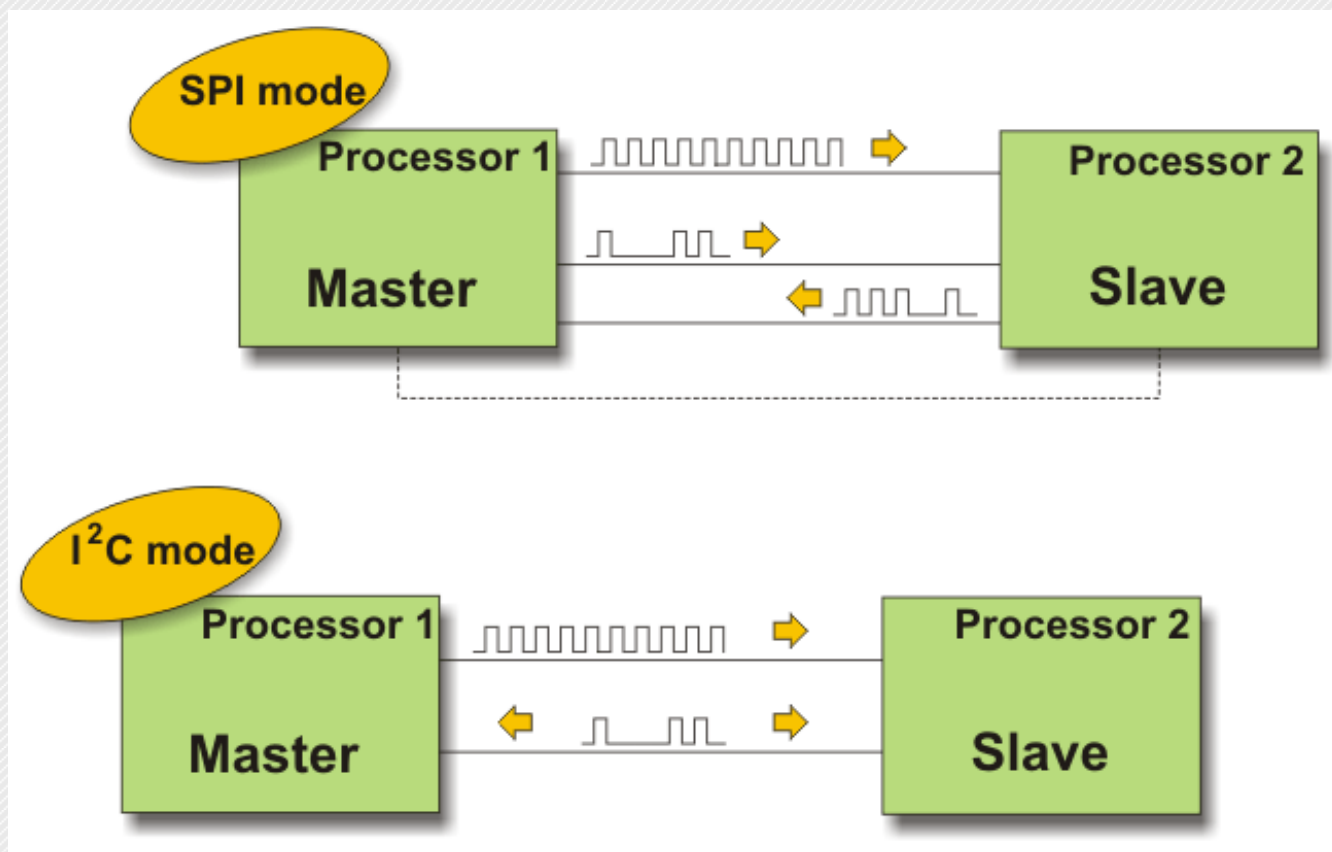 SPI mode
Processor 1
Processor 2
Master
Slave
I²C mode
Processor 1
Processor 2
Master
Slave